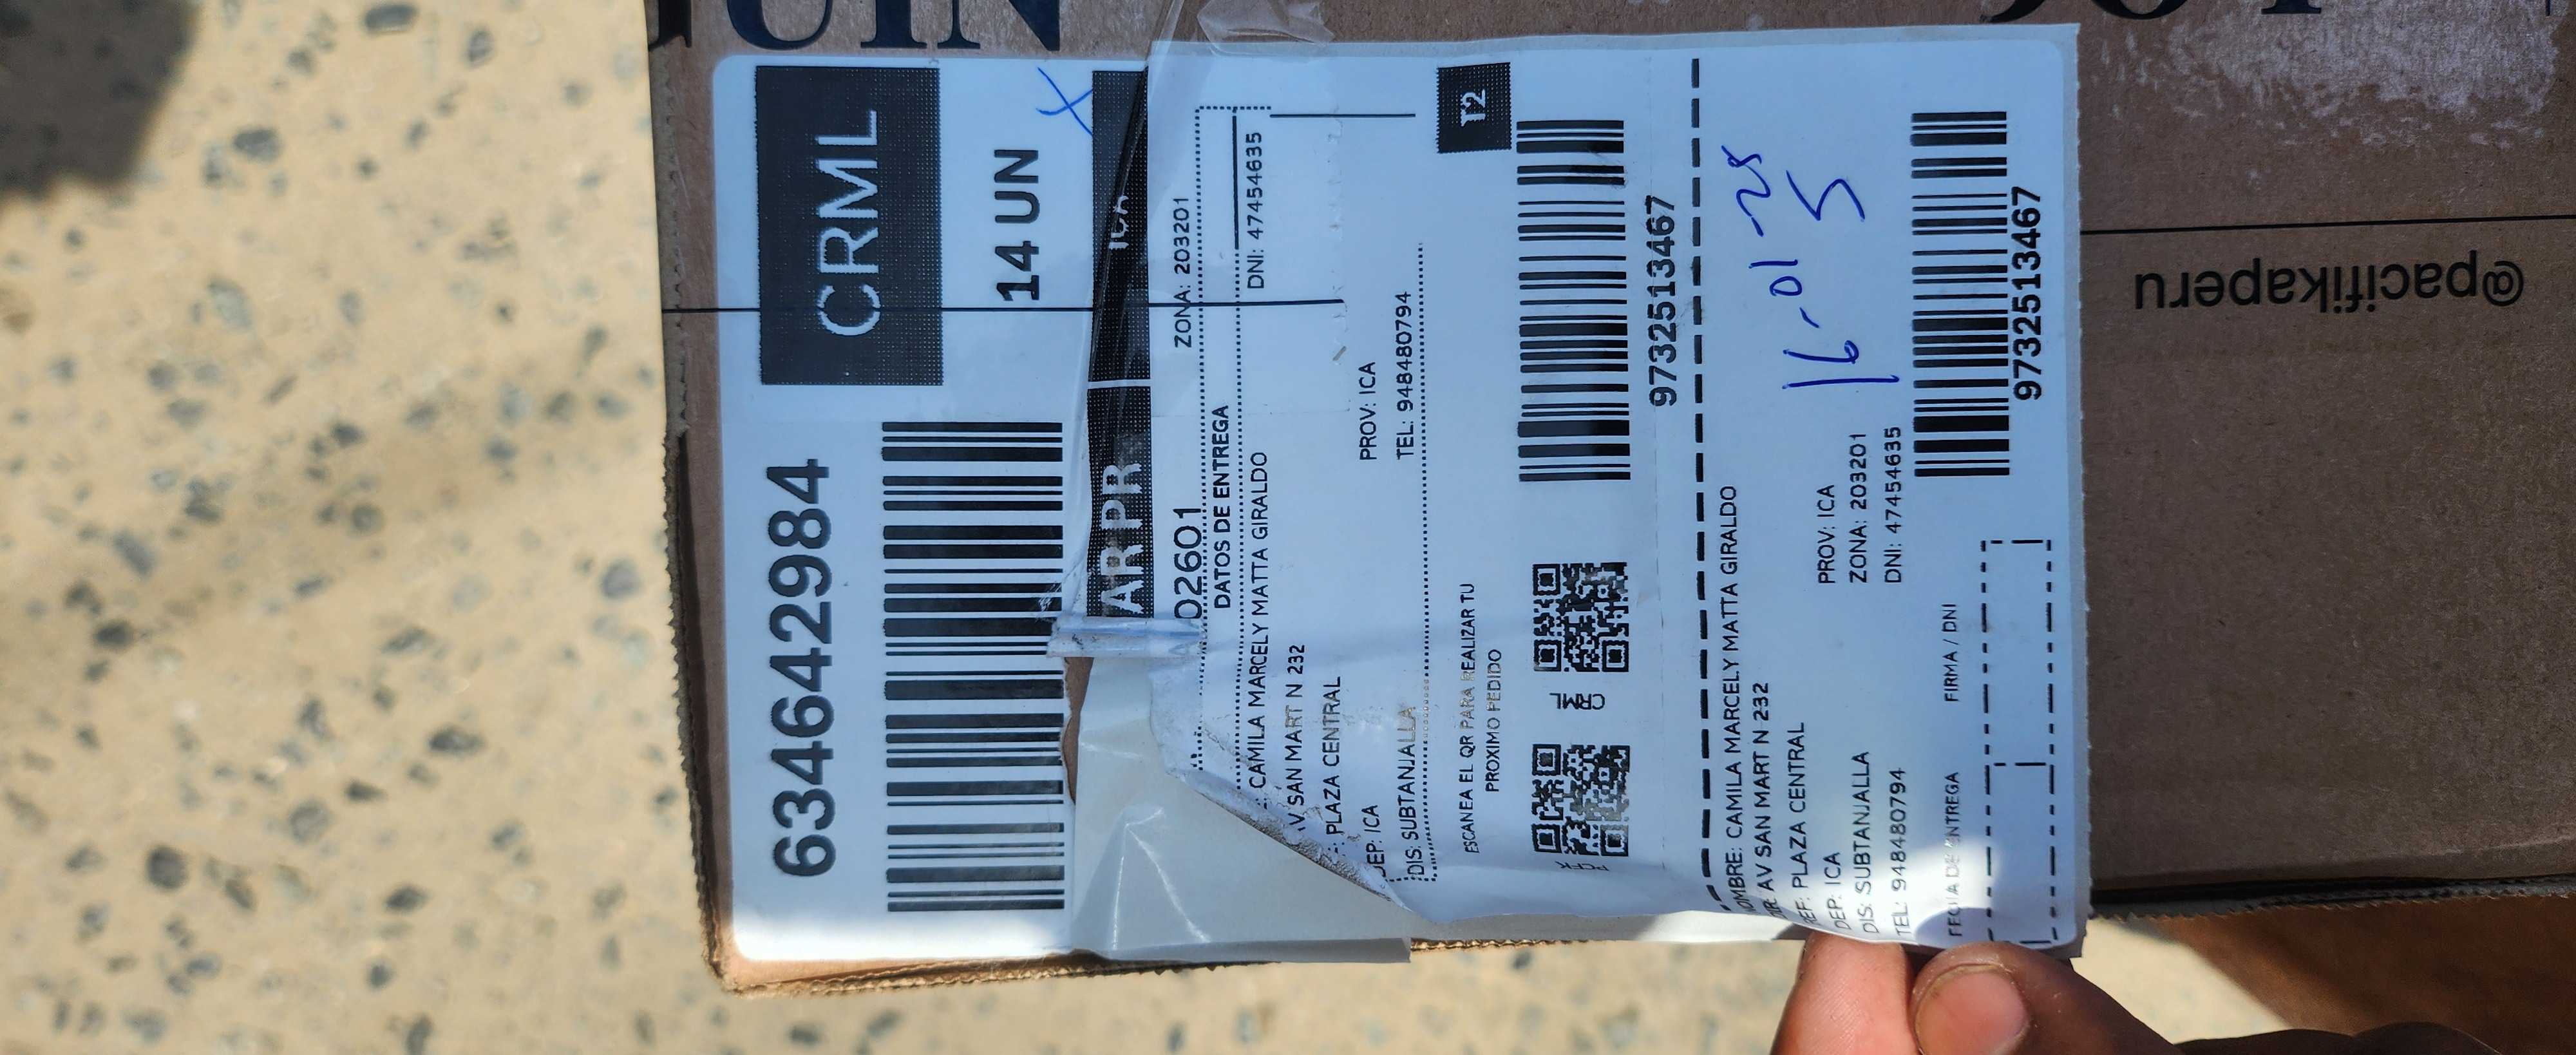 CRML
6346642984
14 UN
AR PR
ICA
02601
ZONA: 203201
DATOS DE ENTREGA
: CAMILA MARCELY MATTA GIRALDO
DNI: 47454635
V SAN MART N 232
: PLAZA CENTRAL
DEP: ICA
PROV: ICA
DIS: SUBTANJALLA
TEL: 948480794
T2
ESCANEA EL QR PARA REALIZAR TU
PROXIMO PEDIDO
9732513467
NOMBRE: CAMILA MARCELY MATTA GIRALDO
DIR: AV SAN MART N 232
REF: PLAZA CENTRAL
DEP: ICA
PROV: ICA
DIS: SUBTANJALLA
ZONA: 203201
TEL: 948480794
DNI: 47454635
16-01-25
5
FECHA DE ENTREGA
FIRMA / DNI
9732513467
@pacifikaperu